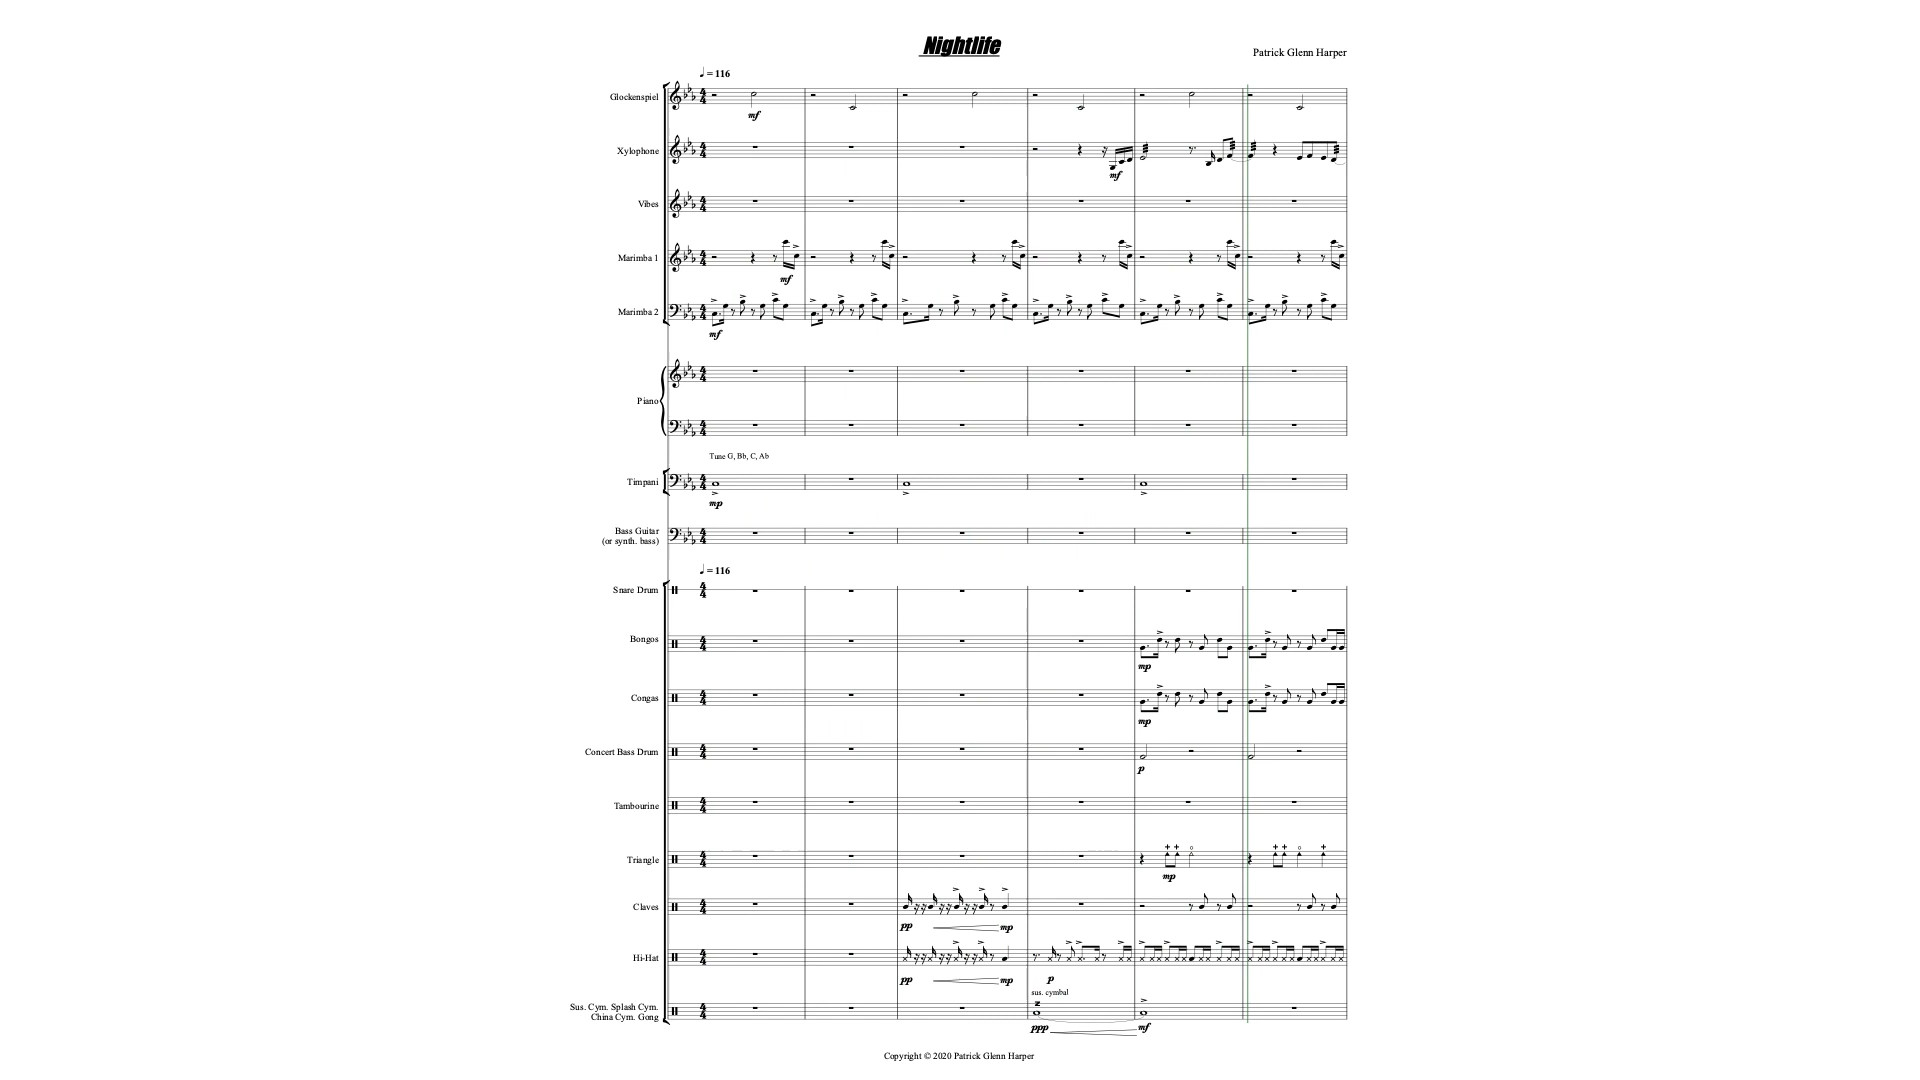 Nightlife
Patrick Glenn Harper
♩ = 116
Glockenspiel
mf
Xylophone
mf
Vibes
Marimba 1
mf
Marimba 2
mf
Piano
Tune G, Bb, C, Ab
Timpani
mp
Bass Guitar
(or synth. bass)
♩ = 116
Snare Drum
Bongos
mp
Congas
mp
Concert Bass Drum
p
Tambourine
Triangle
mp
Claves
pp mp
Hi-Hat
pp mp p
sus. cymbal
Sus. Cym. Splash Cym.
China Cym. Gong
ppp mf
Copyright © 2020 Patrick Glenn Harper